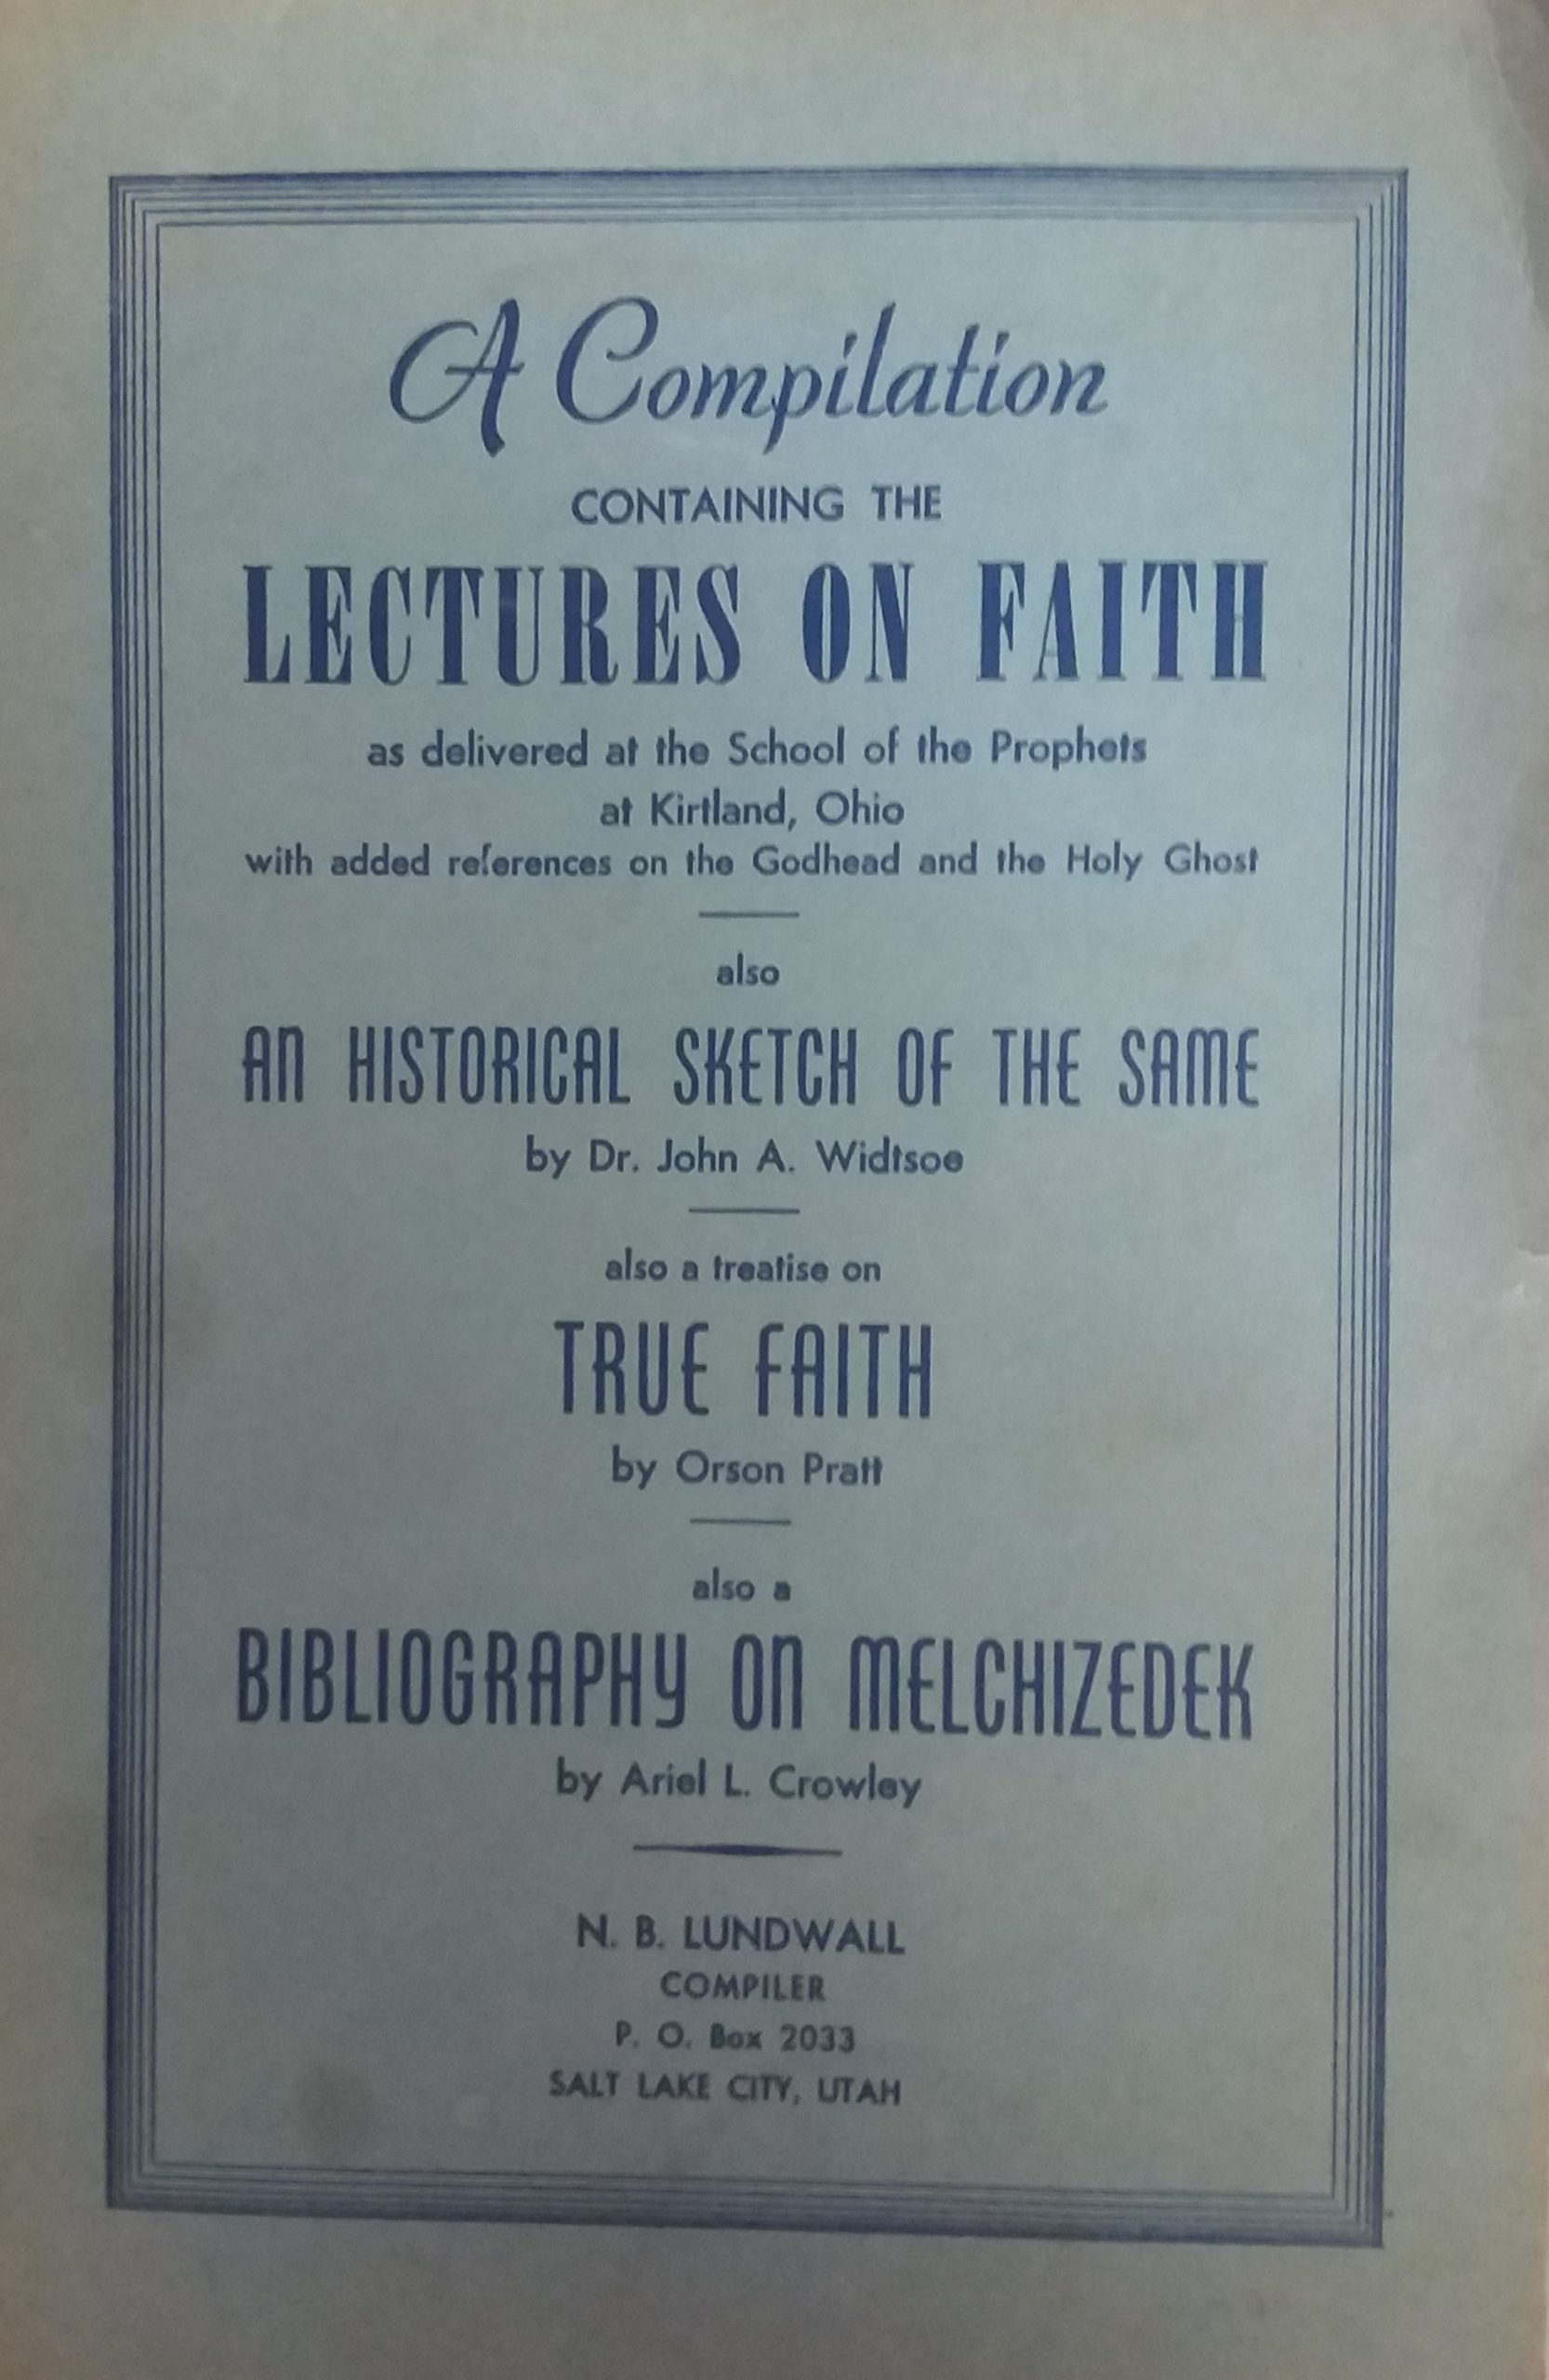 A Compilation
CONTAINING THE
LECTURES ON FAITH
as delivered at the School of the Prophets
at Kirtland, Ohio
with added references on the Godhead and the Holy Ghost
also
AN HISTORICAL SKETCH OF THE SAME
by Dr. John A. Widtsoe
also a treatise on
TRUE FAITH
by Orson Pratt
also a
BIBLIOGRAPHY ON MELCHIZEDEK
by Ariel L. Crowley
N. B. LUNDWALL
COMPILER
P. O. Box 2033
SALT LAKE CITY, UTAH